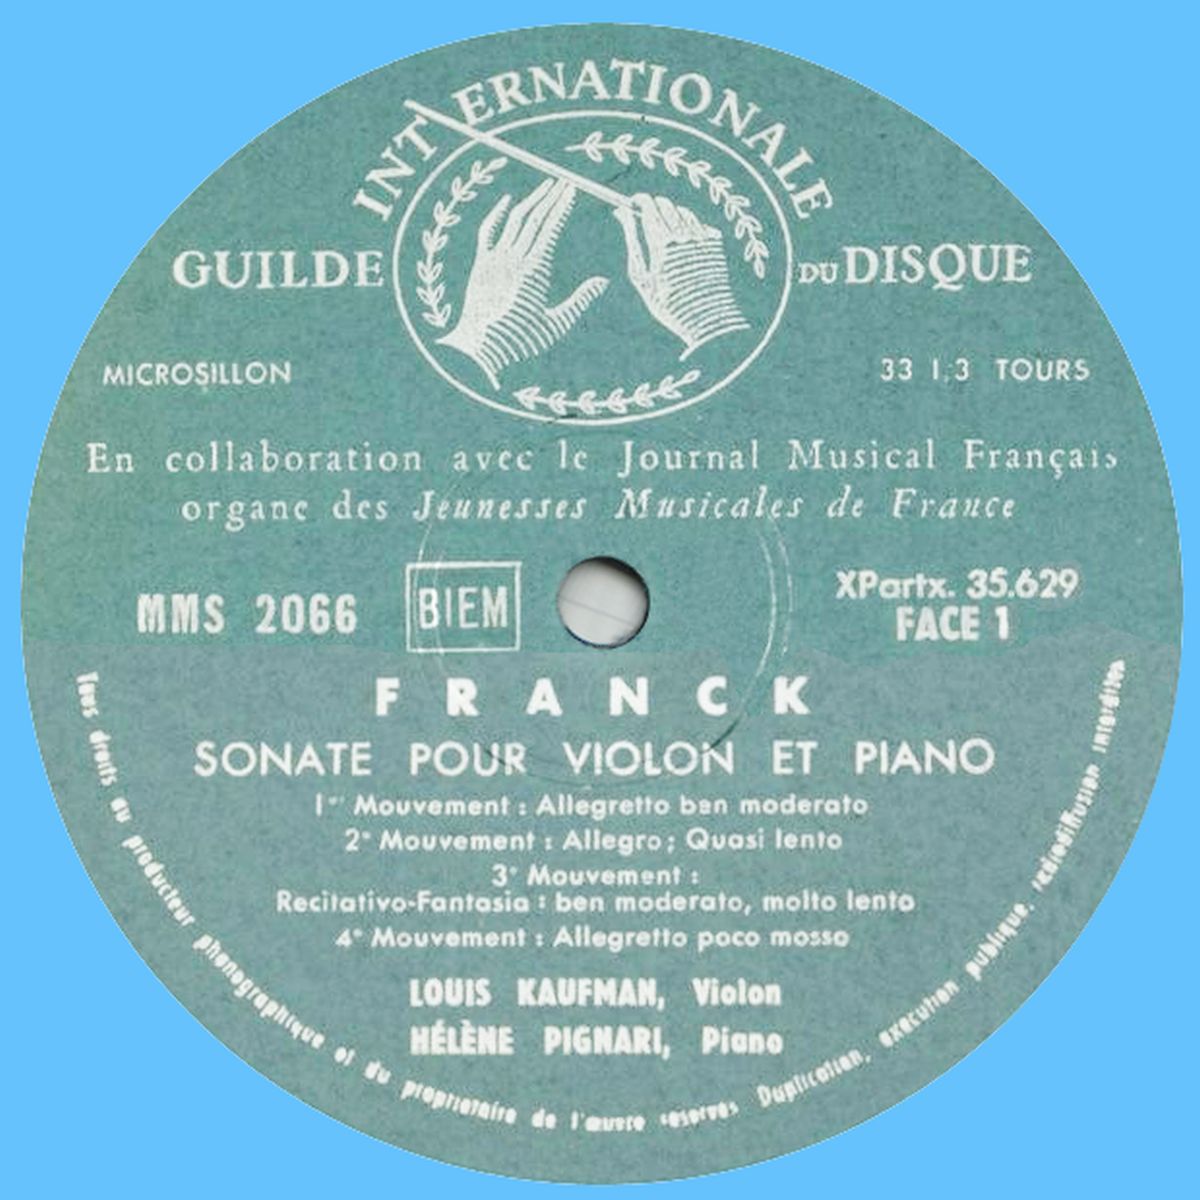 INTERNATIONALE
GUILDE DU DISQUE
MICROSILLON
33 1/3 TOURS
En collaboration avec le Journal Musical Français
organe des Jeunesses Musicales de France
MMS 2066
BIEM
XPartx. 35.629
FACE 1
FRANCK
SONATE POUR VIOLON ET PIANO
1er Mouvement : Allegretto ben moderato
2e Mouvement : Allegro ; Quasi lento
3e Mouvement :
Recitativo-Fantasia : ben moderato, molto lento
4e Mouvement : Allegretto poco mosso
LOUIS KAUFMAN, Violon
HÉLÈNE PIGNARI, Piano
Tous droits au producteur phonographique et du propriétaire de l'œuvre réservés Duplication, exécution publique, radiodiffusion interdites